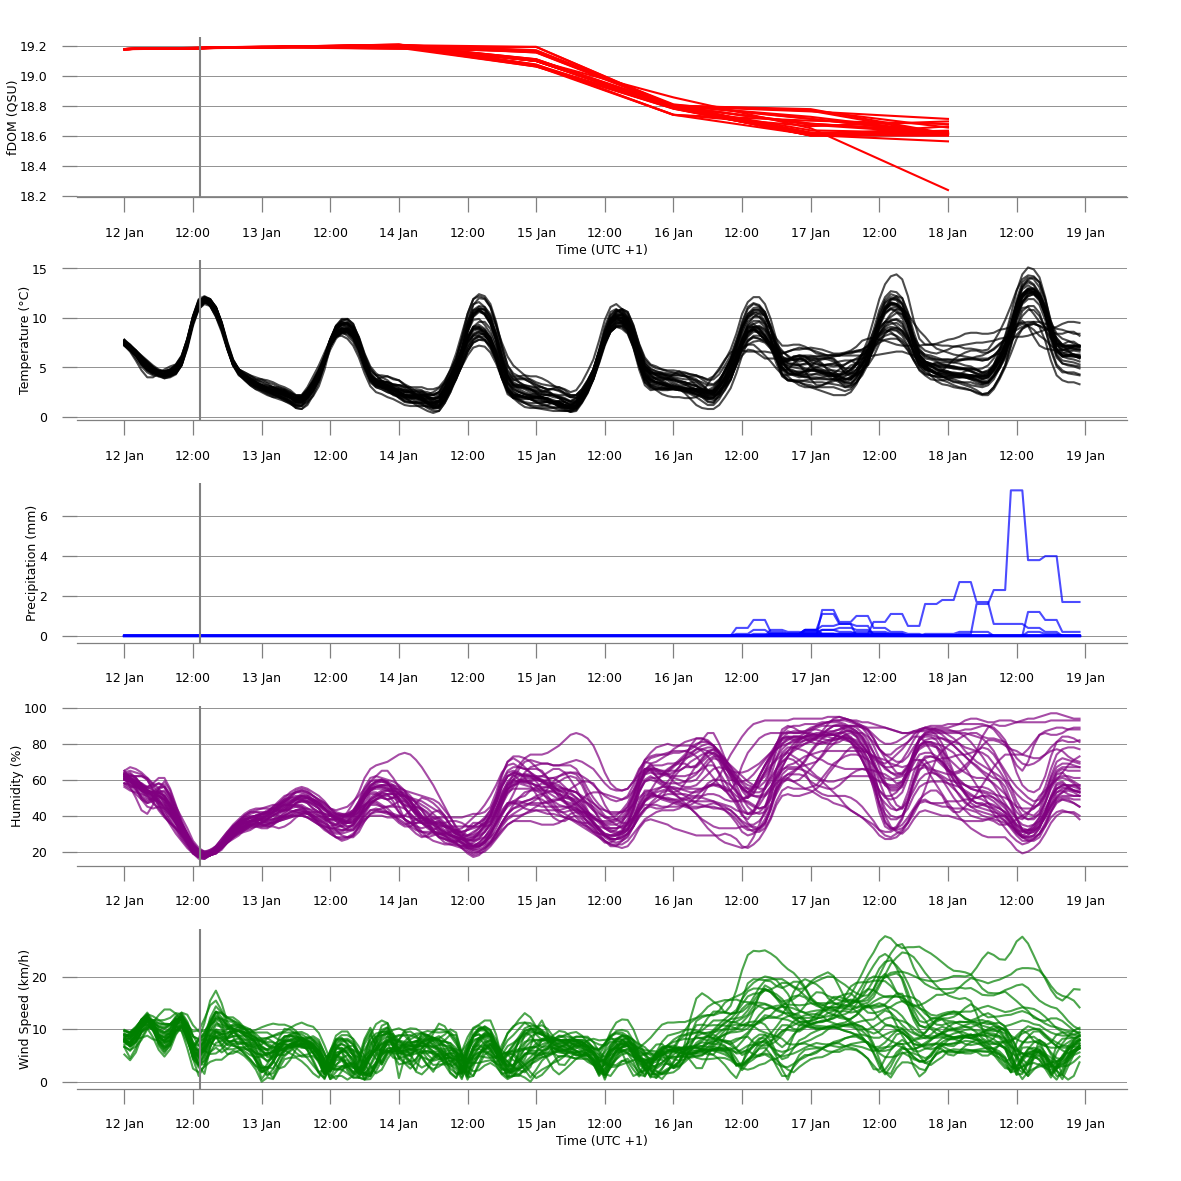 19.2
19.0
18.8
18.6
18.4
18.2
fDOM (QSU)
12 Jan 12:00 13 Jan 12:00 14 Jan 12:00 15 Jan 12:00 16 Jan 12:00 17 Jan 12:00 18 Jan 12:00 19 Jan
Time (UTC +1)
15
10
5
0
Temperature (°C)
12 Jan 12:00 13 Jan 12:00 14 Jan 12:00 15 Jan 12:00 16 Jan 12:00 17 Jan 12:00 18 Jan 12:00 19 Jan
6
4
2
0
Precipitation (mm)
12 Jan 12:00 13 Jan 12:00 14 Jan 12:00 15 Jan 12:00 16 Jan 12:00 17 Jan 12:00 18 Jan 12:00 19 Jan
100
80
60
40
20
Humidity (%)
12 Jan 12:00 13 Jan 12:00 14 Jan 12:00 15 Jan 12:00 16 Jan 12:00 17 Jan 12:00 18 Jan 12:00 19 Jan
20
10
0
Wind Speed (km/h)
12 Jan 12:00 13 Jan 12:00 14 Jan 12:00 15 Jan 12:00 16 Jan 12:00 17 Jan 12:00 18 Jan 12:00 19 Jan
Time (UTC +1)